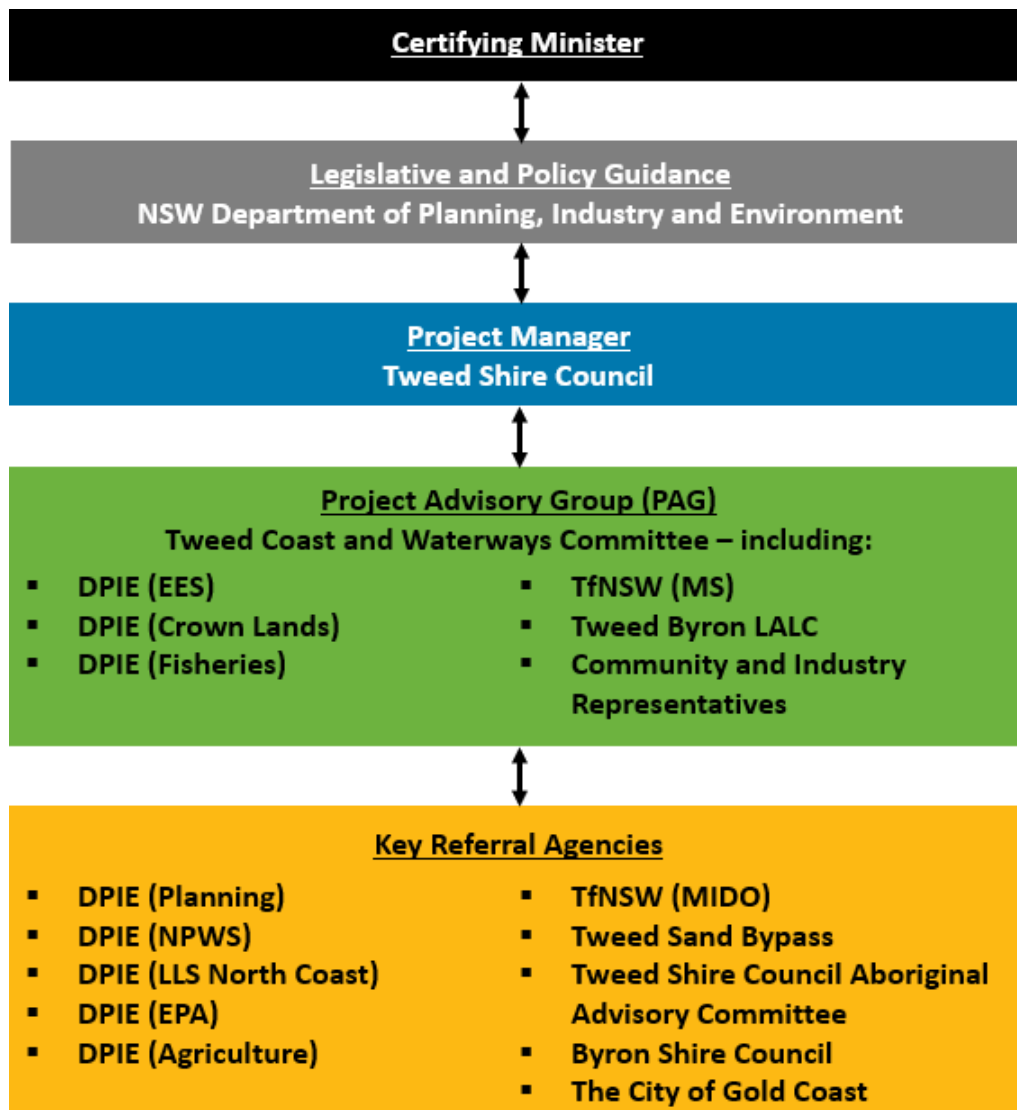 Certifying Minister
Legislative and Policy Guidance
NSW Department of Planning, Industry and Environment
Project Manager
Tweed Shire Council
Project Advisory Group (PAG)
Tweed Coast and Waterways Committee – including:
▪ DPIE (EES)
▪ DPIE (Crown Lands)
▪ DPIE (Fisheries)
▪ TfNSW (MS)
▪ Tweed Byron LALC
▪ Community and Industry
Representatives
Key Referral Agencies
▪ DPIE (Planning)
▪ DPIE (NPWS)
▪ DPIE (LLS North Coast)
▪ DPIE (EPA)
▪ DPIE (Agriculture)
▪ TfNSW (MIDO)
▪ Tweed Sand Bypass
▪ Tweed Shire Council Aboriginal
Advisory Committee
▪ Byron Shire Council
▪ The City of Gold Coast